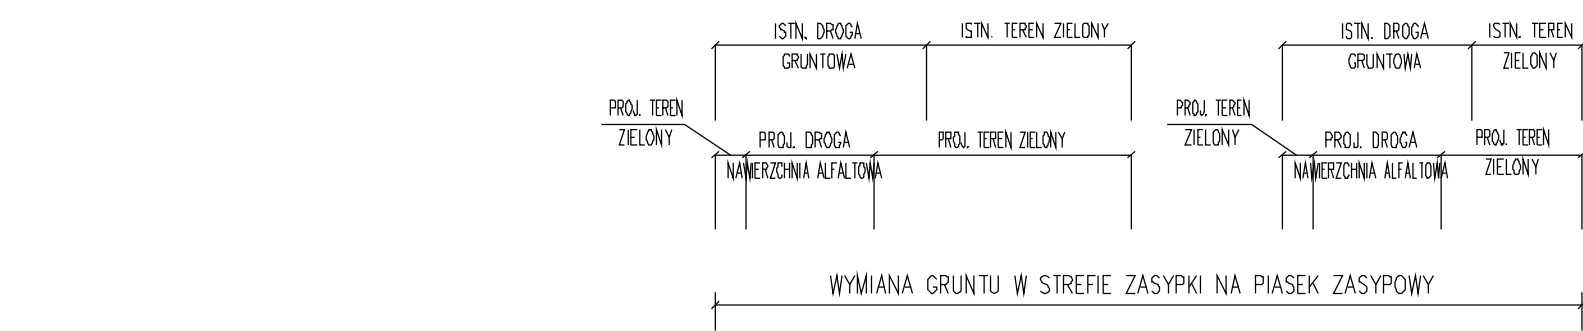 ISTN. DROGA
GRUNTOWA
ISTN. TEREN ZIELONY
ISTN. DROGA
GRUNTOWA
ISTN. TEREN
ZIELONY
PROJ. TEREN
ZIELONY
PROJ. DROGA
NAWIERZCHNIA ALFALTOWA
PROJ. TEREN ZIELONY
PROJ. TEREN
ZIELONY
PROJ. DROGA
NAWIERZCHNIA ALFALTOWA
PROJ. TEREN
ZIELONY
WYMIANA GRUNTU W STREFIE ZASYPKI NA PIASEK ZASYPOWY